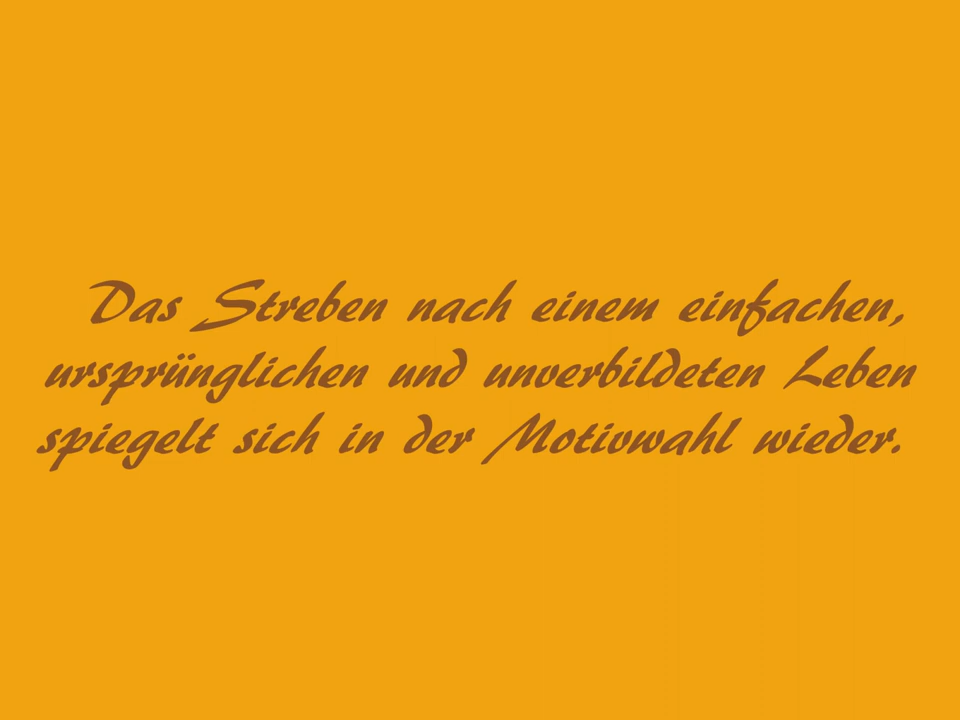 Das Streben nach einem einfachen,
ursprünglichen und unverbildeten Leben
spiegelt sich in der Motivwahl wieder.